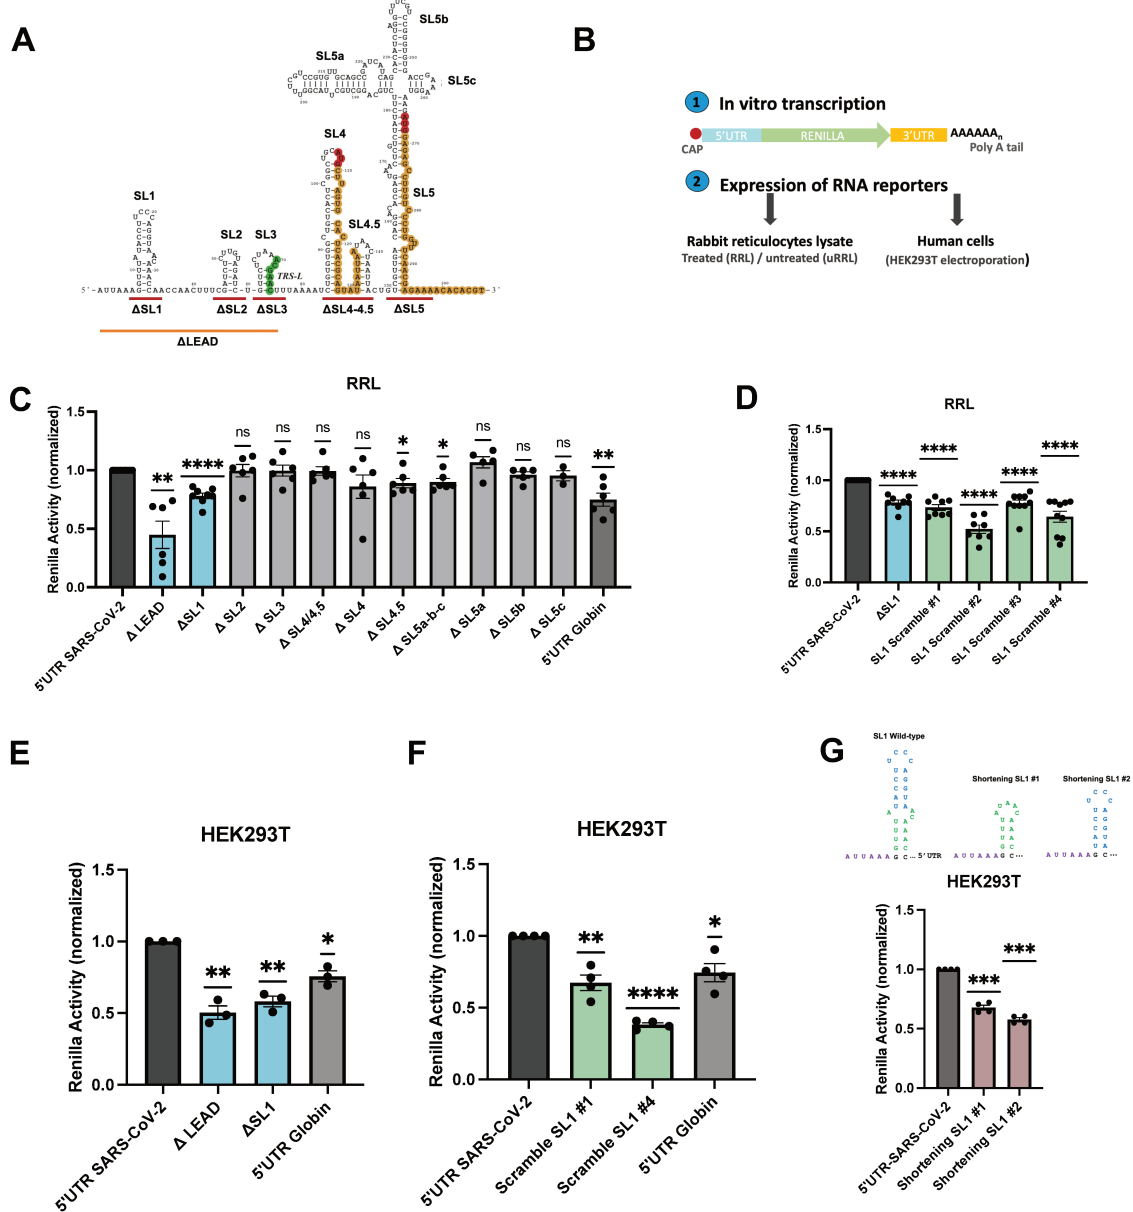 A
SL5b
SL5a
SL5c
SL4
SL5
SL1
SL2
SL3
SL4.5
TRS-L
5'-AUUAAAGCAACCAACUUUCGAC-UGUUUAAAAUCUGUAUACUGUCGAGAAAACACACGU-3'
ΔSL1
ΔSL2
ΔSL3
ΔSL4-4.5
ΔSL5
ΔLEAD
B
1 In vitro transcription
5'UTR RENILLA 3'UTR AAAAAAn
CAP
Poly A tail
2 Expression of RNA reporters
Rabbit reticulocytes lysate
Treated (RRL) / untreated (uRRL)
Human cells
(HEK293T electroporation)
C
RRL
Renilla Activity (normalized)
1.5
1.0
0.5
0.0
** **** ns ns ns ns * * ns ns ns **
5'UTR SARS-CoV-2
Δ LEAD
ΔSL1
Δ SL2
Δ SL3
Δ SL4/4.5
Δ SL4
Δ SL4.5
Δ SL5a-b-c
Δ SL5a
Δ SL5b
Δ SL5c
5'UTR Globin
D
RRL
Renilla Activity (normalized)
1.5
1.0
0.5
0.0
**** **** **** **** ****
5'UTR SARS-CoV-2
ΔSL1
SL1 Scramble #1
SL1 Scramble #2
SL1 Scramble #3
SL1 Scramble #4
E
HEK293T
Renilla Activity (normalized)
1.5
1.0
0.5
0.0
** ** *
5'UTR SARS-CoV-2
Δ LEAD
ΔSL1
5'UTR Globin
F
HEK293T
Renilla Activity (normalized)
1.5
1.0
0.5
0.0
** **** *
5'UTR SARS-CoV-2
Scramble SL1 #1
Scramble SL1 #4
5'UTR Globin
G
SL1 Wild-type
Shortening SL1 #1
Shortening SL1 #2
A U U A A A G C ... 5'UTR
A U U A A A G C ...
A U U A A A G C ...
HEK293T
Renilla Activity (normalized)
1.5
1.0
0.5
0.0
*** ***
5'UTR-SARS-CoV-2
Shortening SL1 #1
Shortening SL1 #2